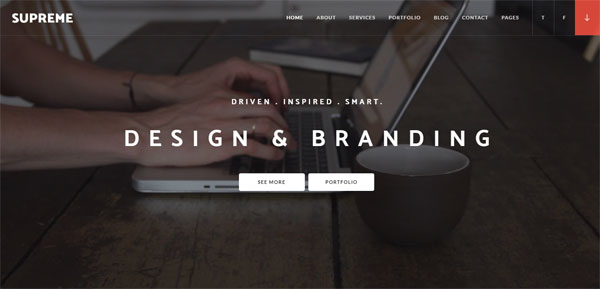 SUPREME
HOME ABOUT SERVICES PORTFOLIO BLOG CONTACT PAGES T F
DRIVEN . INSPIRED . SMART.
DESIGN & BRANDING
SEE MORE PORTFOLIO